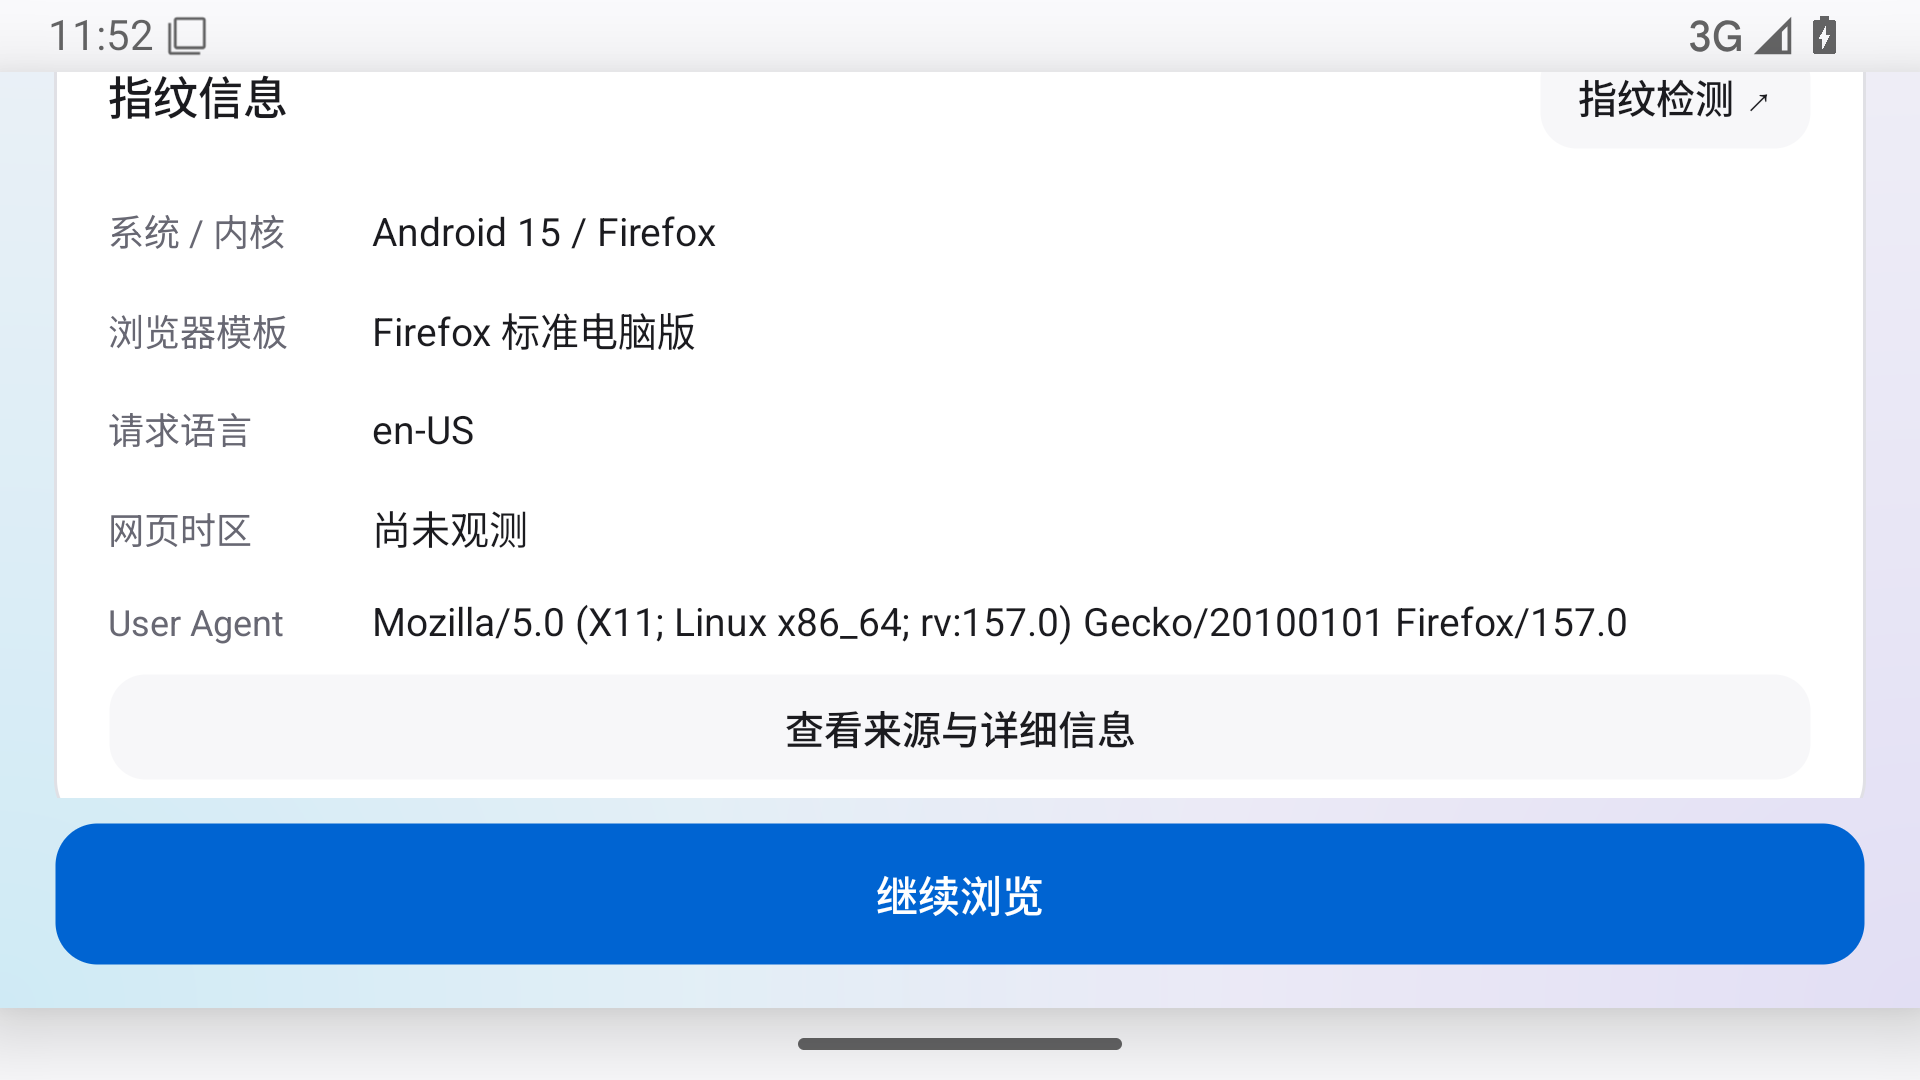 11:52
3G
指纹信息
指纹检测 ↗
系统 / 内核
Android 15 / Firefox
浏览器模板
Firefox 标准电脑版
请求语言
en-US
网页时区
尚未观测
User Agent
Mozilla/5.0 (X11; Linux x86_64; rv:157.0) Gecko/20100101 Firefox/157.0
查看来源与详细信息
继续浏览